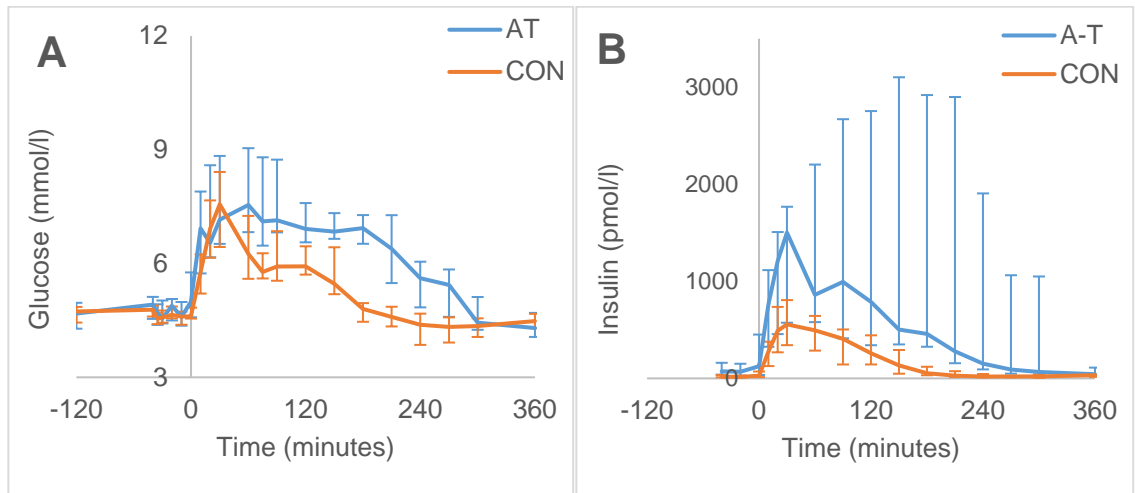 A
AT
CON
12
9
6
3
Glucose (mmol/l)
-120 0 120 240 360
Time (minutes)
B
A-T
CON
3000
2000
1000
0
Insulin (pmol/l)
-120 0 120 240 360
Time (minutes)